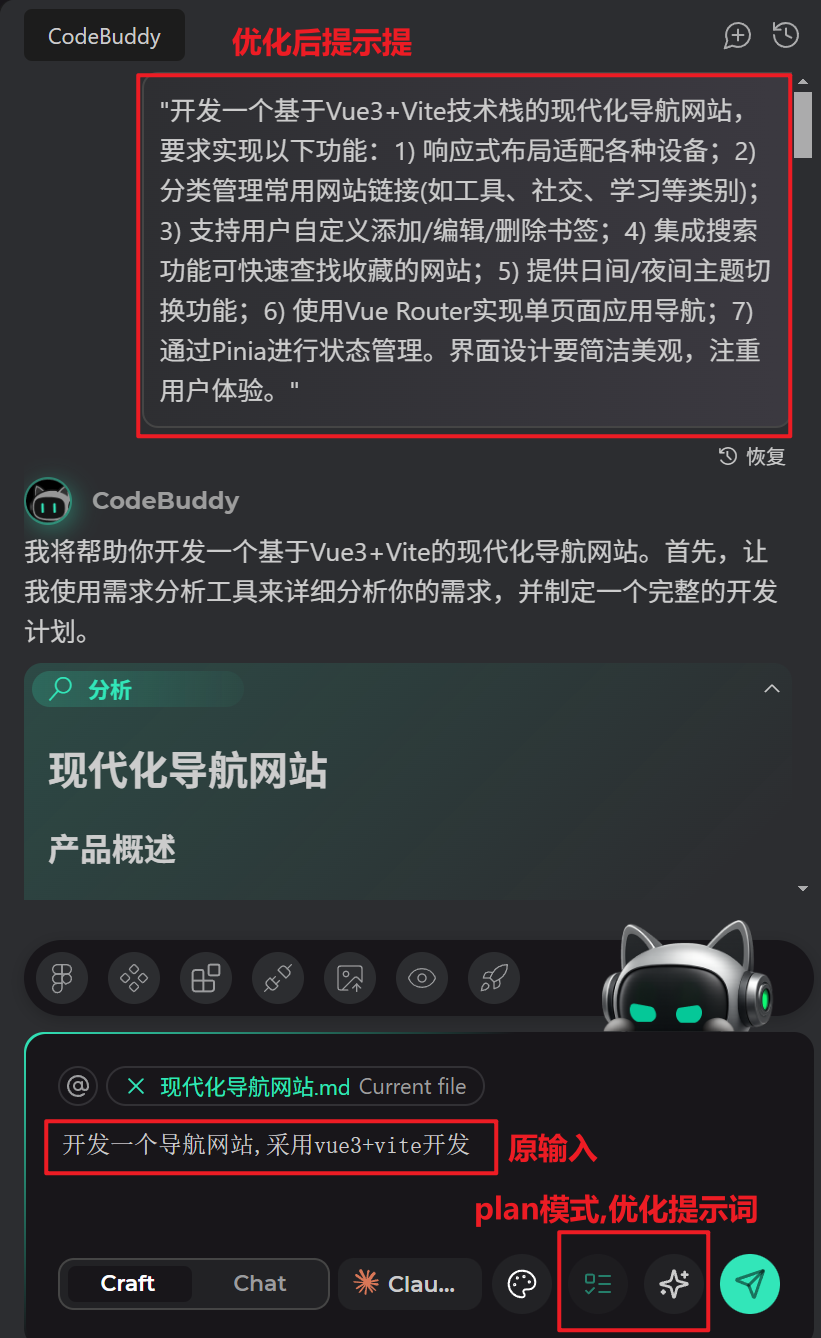 CodeBuddy
优化后提示提
"开发一个基于Vue3+Vite技术栈的现代化导航网站，
要求实现以下功能：1) 响应式布局适配各种设备；2)
分类管理常用网站链接(如工具、社交、学习等类别)；
3) 支持用户自定义添加/编辑/删除书签；4) 集成搜索
功能可快速查找收藏的网站；5) 提供日间/夜间主题切
换功能；6) 使用Vue Router实现单页面应用导航；7)
通过Pinia进行状态管理。界面设计要简洁美观，注重
用户体验。"
恢复
CodeBuddy
我将帮助你开发一个基于Vue3+Vite的现代化导航网站。首先，让
我使用需求分析工具来详细分析你的需求，并制定一个完整的开发
计划。
分析
现代化导航网站
产品概述
@ 现代化导航网站.md Current file
开发一个导航网站,采用vue3+vite开发
原输入
plan模式,优化提示词
Craft Chat Clau...